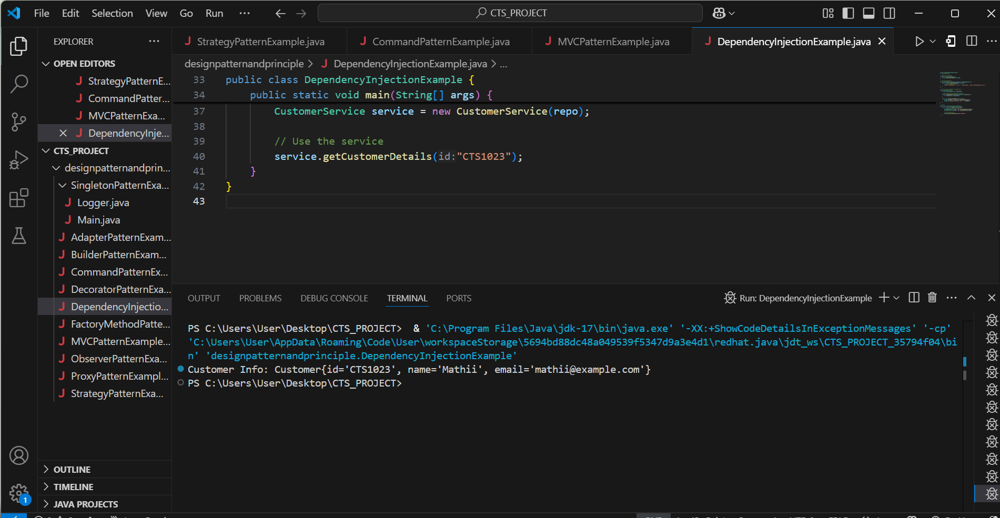 File Edit Selection View Go Run ··· CTS_PROJECT
EXPLORER ···
OPEN EDITORS
StrategyPatternE...
CommandPatter...
MVCPatternExa...
DependencyInje...
CTS_PROJECT
designpatternandprin...
SingletonPatternExa...
Logger.java
Main.java
AdapterPatternExam...
BuilderPatternExam...
CommandPatternEx...
DecoratorPatternExa...
DependencyInjectio...
FactoryMethodPatte...
MVCPatternExample...
ObserverPatternExa...
ProxyPatternExampl...
StrategyPatternExa...
OUTLINE
TIMELINE
JAVA PROJECTS
1
StrategyPatternExample.java CommandPatternExample.java MVCPatternExample.java DependencyInjectionExample.java
designpatternandprinciple > DependencyInjectionExample.java > ...
33 public class DependencyInjectionExample {
34 public static void main(String[] args) {
37 CustomerService service = new CustomerService(repo);
38
39 // Use the service
40 service.getCustomerDetails(id:"CTS1023");
41 }
42 }
43
OUTPUT PROBLEMS DEBUG CONSOLE TERMINAL PORTS Run: DependencyInjectionExample
PS C:\Users\User\Desktop\CTS_PROJECT> & 'C:\Program Files\Java\jdk-17\bin\java.exe' '-XX:+ShowCodeDetailsInExceptionMessages' '-cp'
'C:\Users\User\AppData\Roaming\Code\User\workspaceStorage\5694bd88dc48a049539f5347d9a3e4d1\redhat.java\jdt_ws\CTS_PROJECT_35794f04\bi
n' 'designpatternandprinciple.DependencyInjectionExample'
Customer Info: Customer{id='CTS1023', name='Mathii', email='mathii@example.com'}
PS C:\Users\User\Desktop\CTS_PROJECT>